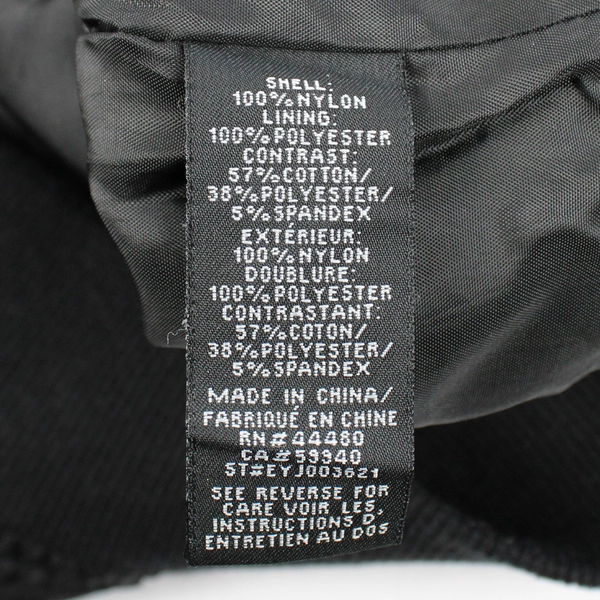 SHELL:
100% NYLON
LINING:
100% POLYESTER
CONTRAST:
57% COTTON/
38% POLYESTER/
5% SPANDEX
EXTÉRIEUR:
100% NYLON
DOUBLURE:
100% POLYESTER
CONTRASTANT:
57% COTON/
38% POLYESTER/
5% SPANDEX
MADE IN CHINA/
FABRIQUÉ EN CHINE
RN# 44480
CA# 59940
ST#EYJ003621
SEE REVERSE FOR
CARE VOIR LES,
INSTRUCTIONS D,
ENTRETIEN AU DOS